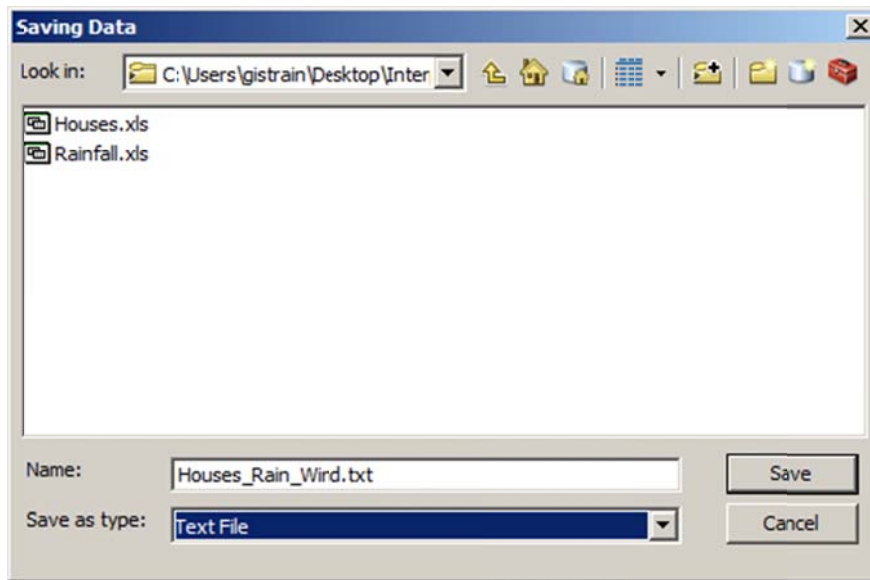 Saving Data
Look in: C:\Users\gistrain\Desktop\Inter
Houses.xls
Rainfall.xls
Name: Houses_Rain_Wird.txt Save
Save as type: Text File Cancel